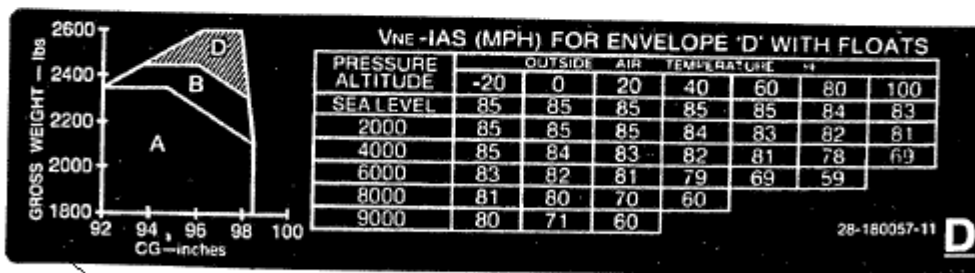 VNE-IAS (MPH) FOR ENVELOPE 'D' WITH FLOATS
PRESSURE ALTITUDE OUTSIDE AIR TEMPERATURE °F
-20 0 20 40 60 80 100
SEA LEVEL 85 85 85 85 85 84 83
2000 85 85 85 84 83 82 81
4000 85 84 83 82 81 78 69
6000 83 82 81 79 69 59
8000 81 80 70 60
9000 80 71 60
28-180057-11 D
GROSS WEIGHT — lbs
2600
2400
2200
2000
1800
D
B
A
92 94 96 98 100
CG—inches